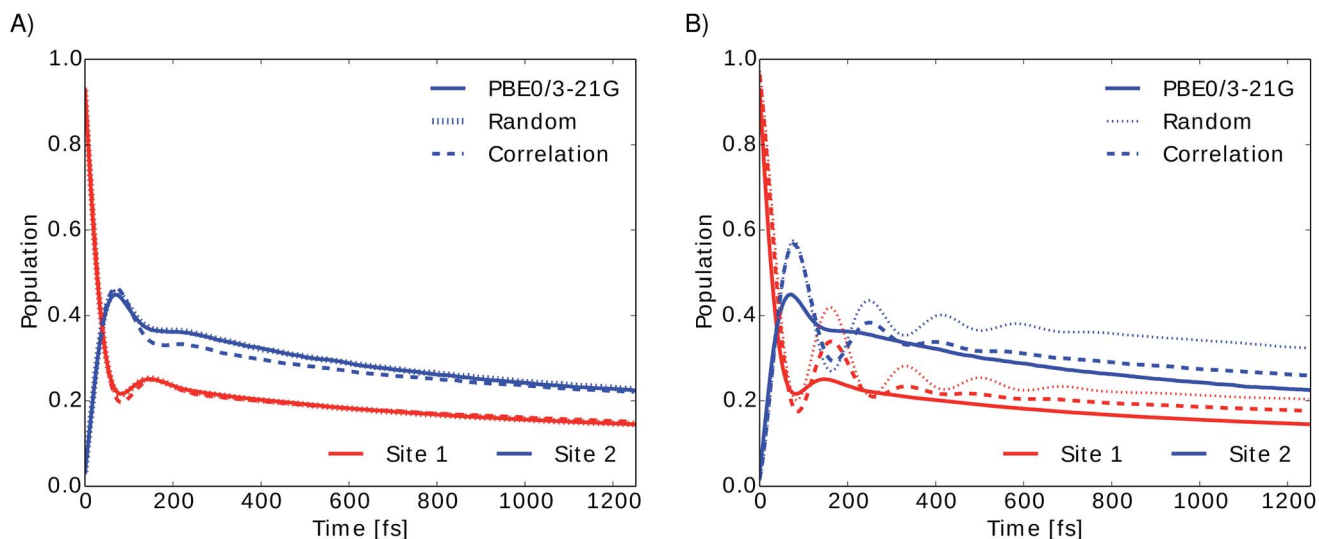 A)
1.0
0.8
0.6
0.4
0.2
0.0
Population
PBE0/3-21G
Random
Correlation
Site 1 Site 2
0 200 400 600 800 1000 1200
Time [fs]
B)
1.0
0.8
0.6
0.4
0.2
0.0
Population
PBE0/3-21G
Random
Correlation
Site 1 Site 2
0 200 400 600 800 1000 1200
Time [fs]